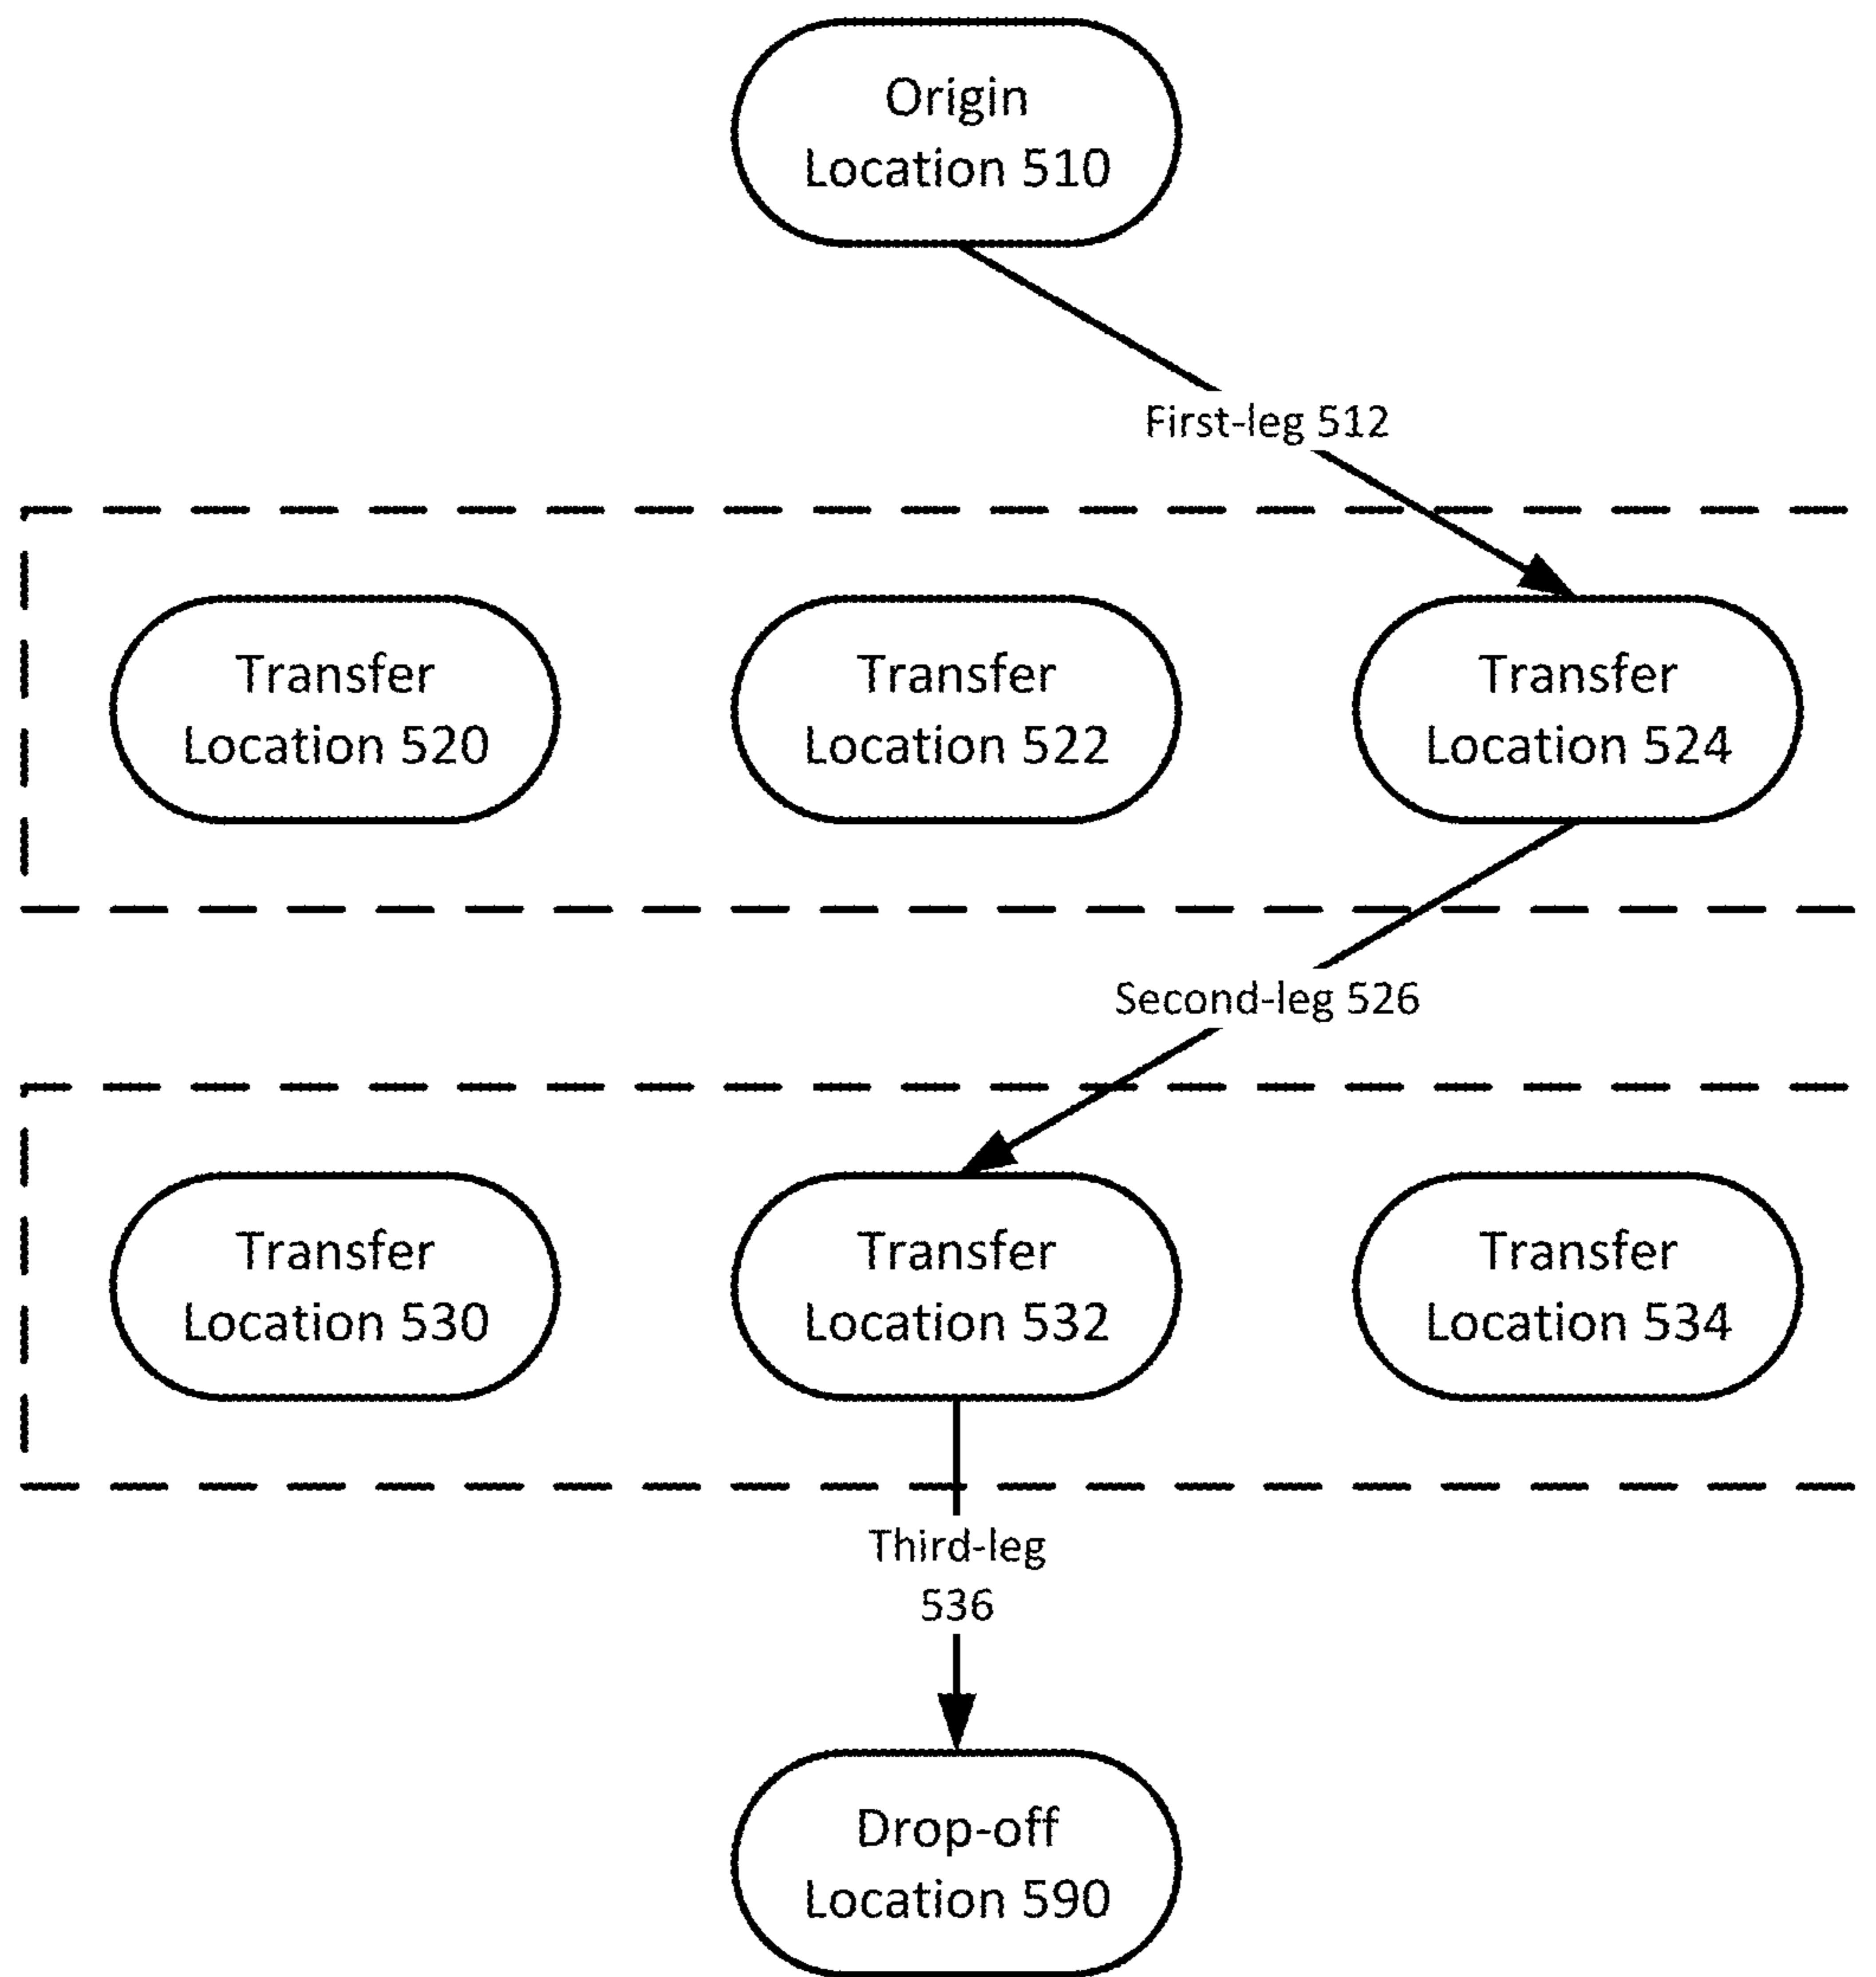 Origin
Location 510
First-leg 512
Transfer
Location 520
Transfer
Location 522
Transfer
Location 524
Second-leg 526
Transfer
Location 530
Transfer
Location 532
Transfer
Location 534
Third-leg
536
Drop-off
Location 590